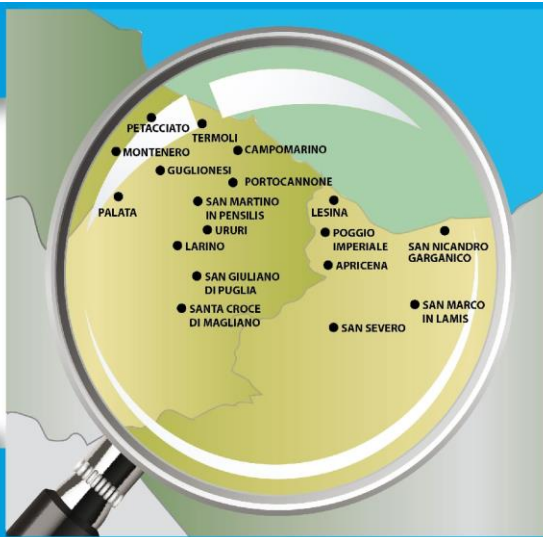 PETACCIATO
TERMOLI
MONTENERO
CAMPOMARINO
GUGLIONESI
PORTOCANNONE
PALATA
SAN MARTINO
IN PENSILIS
LESINA
URURI
POGGIO
IMPERIALE
LARINO
SAN NICANDRO
GARGANICO
APRICENA
SAN GIULIANO
DI PUGLIA
SANTA CROCE
DI MAGLIANO
SAN MARCO
IN LAMIS
SAN SEVERO